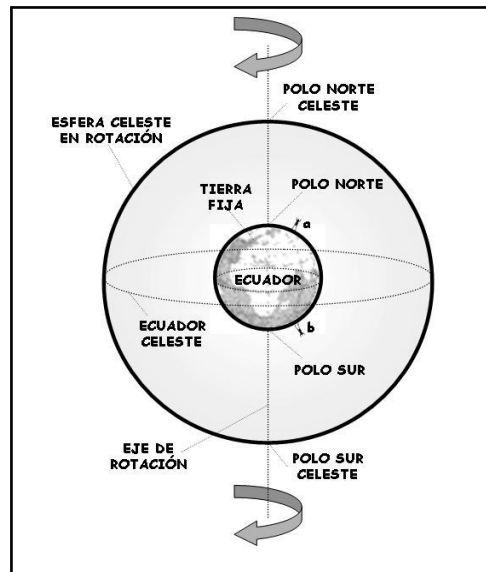 POLO NORTE
CELESTE
ESFERA CELESTE
EN ROTACIÓN
TIERRA
FIJA
POLO NORTE
a
ECUADOR
ECUADOR
CELESTE
b
POLO SUR
EJE DE
ROTACIÓN
POLO SUR
CELESTE